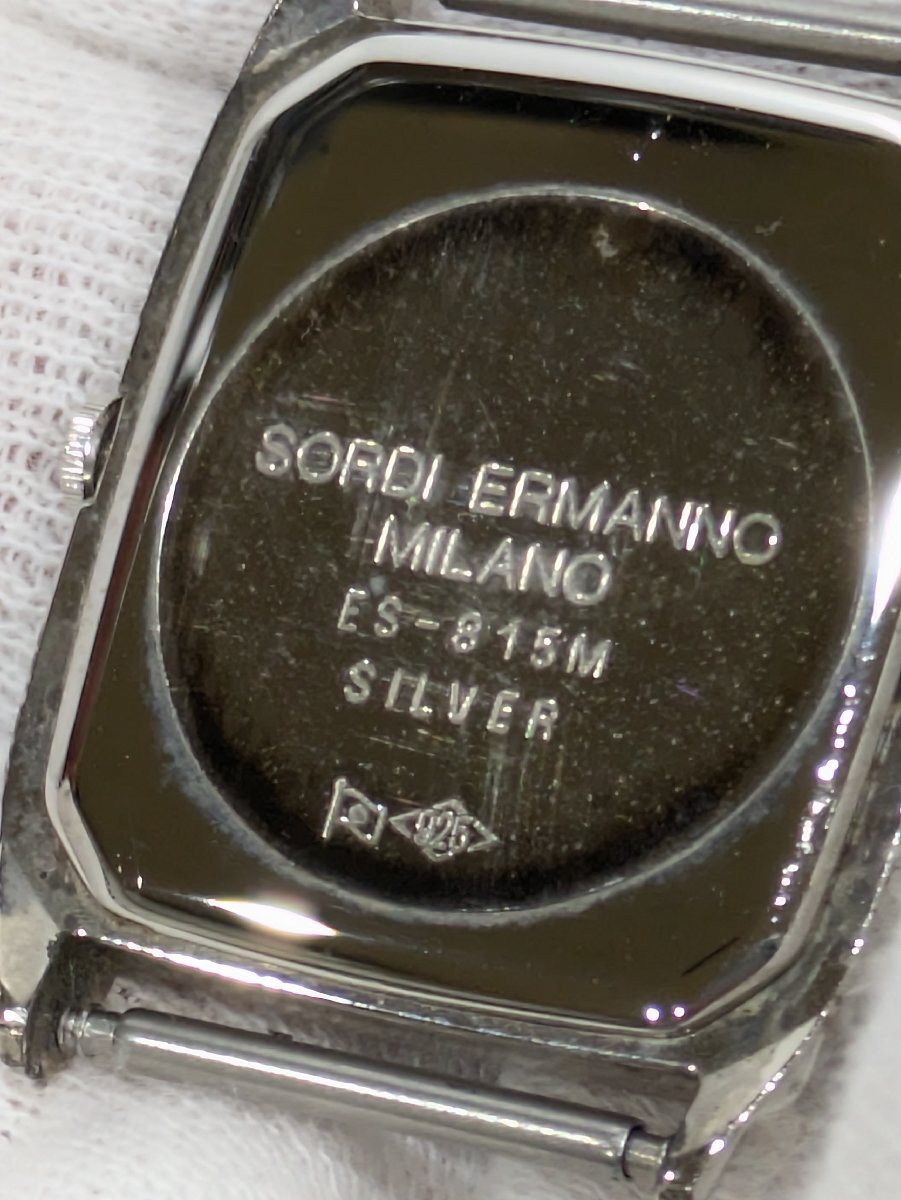 SORDI ERMANNO
MILANO
ES-815M
SILVER
925